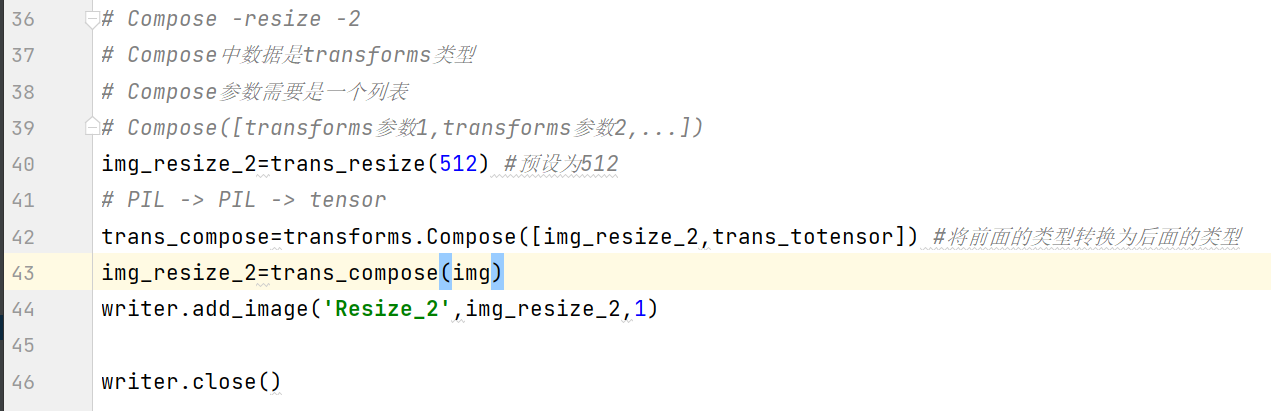 36 # Compose -resize -2
37 # Compose中数据是transforms类型
38 # Compose参数需要是一个列表
39 # Compose([transforms参数1,transforms参数2,...])
40 img_resize_2=trans_resize(512) #预设为512
41 # PIL -> PIL -> tensor
42 trans_compose=transforms.Compose([img_resize_2,trans_totensor]) #将前面的类型转换为后面的类型
43 img_resize_2=trans_compose(img)
44 writer.add_image('Resize_2',img_resize_2,1)
45
46 writer.close()